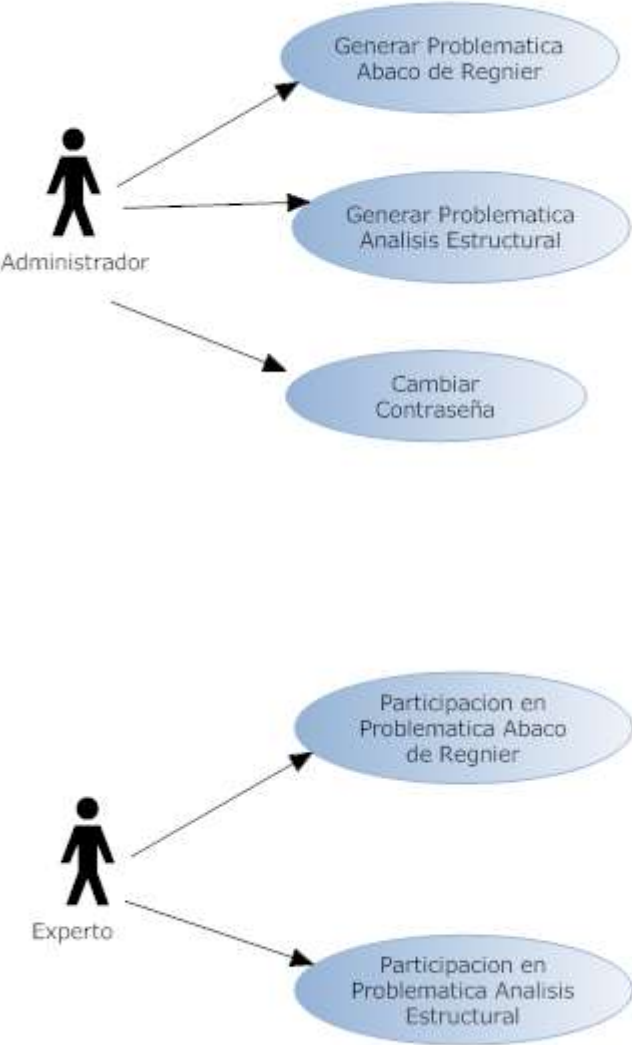 Generar Problematica
Abaco de Regnier
Generar Problematica
Analisis Estructural
Administrador
Cambiar
Contraseña
Participacion en
Problematica Abaco
de Regnier
Experto
Participacion en
Problematica Analisis
Estructural